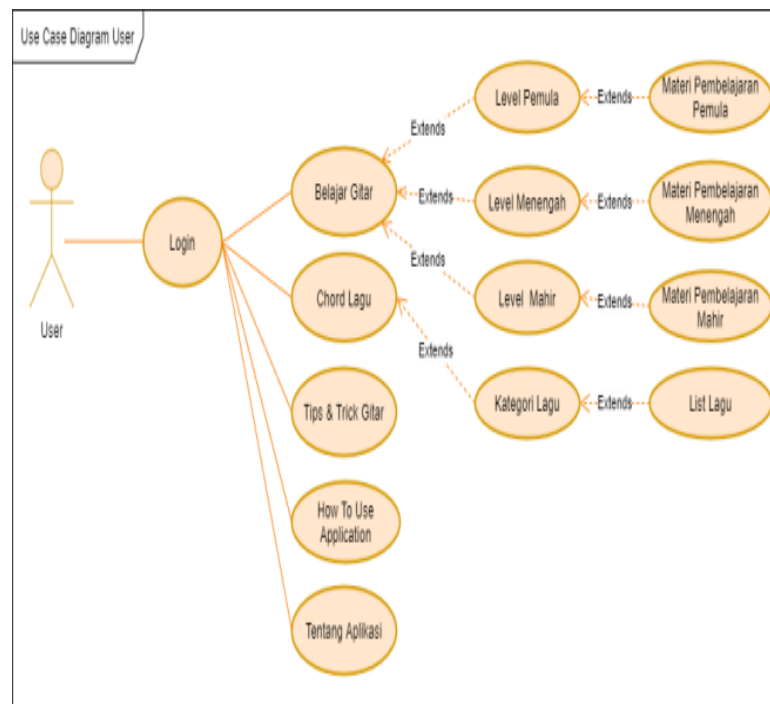 Use Case Diagram User
Level Pemula
Extends
Materi Pembelajaran
Pemula
Extends
Belajar Gitar
Extends
Level Menengah
Extends
Materi Pembelajaran
Menengah
Login
Extends
Chord Lagu
Level Mahir
Extends
Materi Pembelajaran
Mahir
User
Extends
Tips & Trick Gitar
Kategori Lagu
Extends
List Lagu
How To Use
Application
Tentang Aplikasi